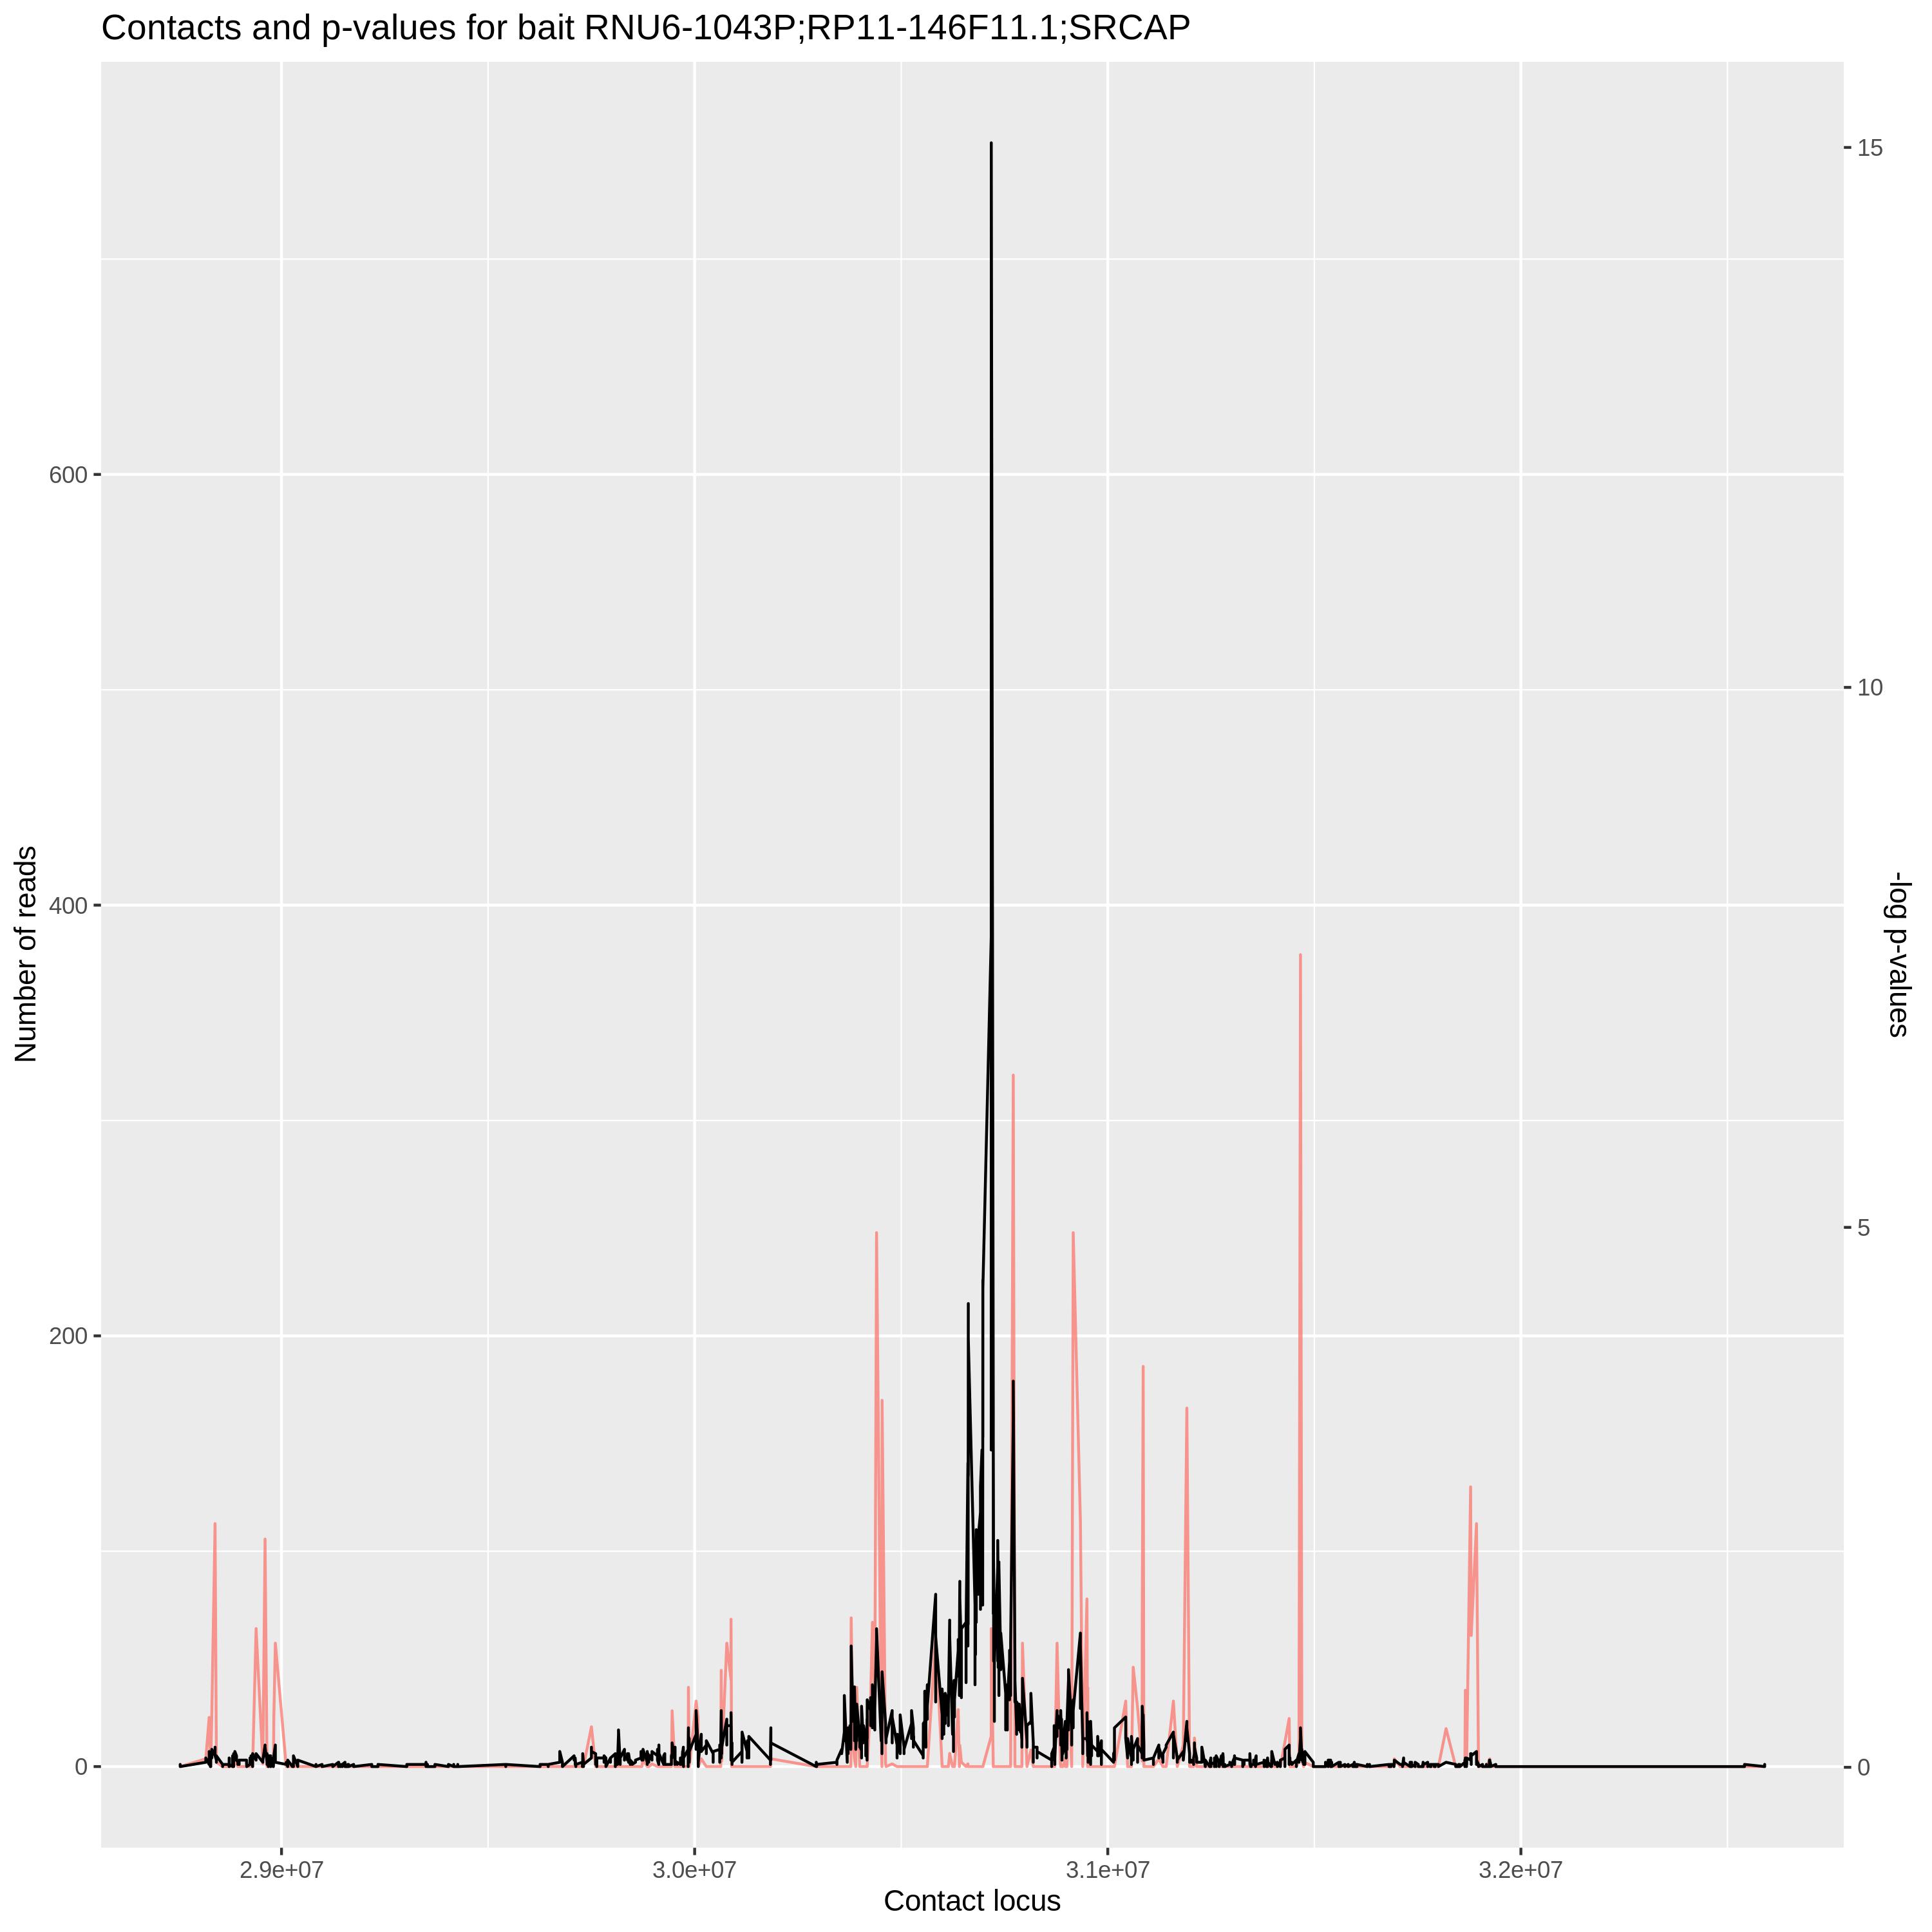 Contacts and p-values for bait RNU6-1043P;RP11-146F11.1;SRCAP
15
600
10
400
Number of reads
-log p-values
5
200
0
0
2.9e+07
3.0e+07
3.1e+07
3.2e+07
Contact locus